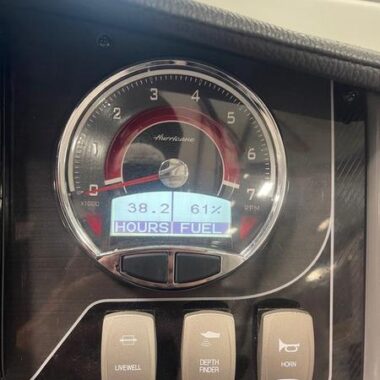 0 1 2 3 4 5 6 7
Hurricane
X1000 RPM
38.2 61%
HOURS FUEL
LIVEWELL
DEPTH
FINDER
HORN